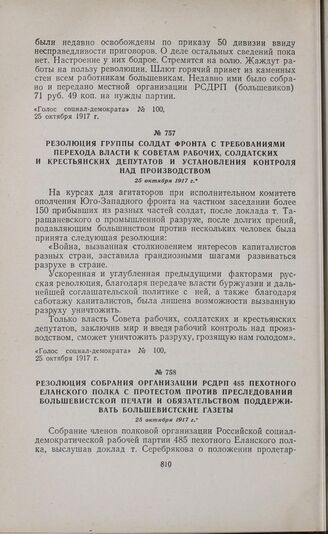 были недавно освобождены по приказу 50 дивизии ввиду
несправедливости приговоров. О деле остальных сведений пока
нет. Настроение у них бодрое. Стремятся на волю. Жаждут ра-
боты на пользу революции. Шлют горячий привет из каменных
стен всем работникам большевикам. Недавно ими было собра-
но и передано местной организации РСДРП (большевиков)
71 руб. 49 коп. на нужды партии.
«Голос социал-демократа» № 100,
25 октября 1917 г.
№ 757
РЕЗОЛЮЦИЯ ГРУППЫ СОЛДАТ ФРОНТА С ТРЕБОВАНИЯМИ
ПЕРЕХОДА ВЛАСТИ К СОВЕТАМ РАБОЧИХ, СОЛДАТСКИХ
И КРЕСТЬЯНСКИХ ДЕПУТАТОВ И УСТАНОВЛЕНИЯ КОНТРОЛЯ
НАД ПРОИЗВОДСТВОМ
25 октября 1917 г.*
На курсах для агитаторов при исполнительном комитете
ополчения Юго-Западного фронта на частном заседании более
150 прибывших из разных частей солдат, после доклада т. Та-
ращаневского о промышленной разрухе, после долгих прений,
подавляющим большинством против нескольких человек была
принята следующая резолюция:
«Война, вызванная столкновением интересов капиталистов
разных стран, заставила грандиозными шагами развиваться
разрухе в стране.
Ускоренная и углубленная предыдущими факторами рус-
ская революция, благодаря передаче власти буржуазии и даль-
нейшей соглашательской политике с ней, а также благодаря
саботажу капиталистов, была лишена возможности вызванную
разруху уничтожить.
Только власть Совета рабочих, солдатских и крестьянских
депутатов, заключив мир и введя рабочий контроль над произ-
водством, сможет уничтожить разруху, грозящую нам голодом».
«Голос социал-демократа» № 100,
25 октября 1917 г.
№ 758
РЕЗОЛЮЦИЯ СОБРАНИЯ ОРГАНИЗАЦИИ РСДРП 485 ПЕХОТНОГО
ЕЛАНСКОГО ПОЛКА С ПРОТЕСТОМ ПРОТИВ ПРЕСЛЕДОВАНИЙ
БОЛЬШЕВИСТСКОЙ ПЕЧАТИ И ОБЯЗАТЕЛЬСТВОМ ПОДДЕРЖИ-
ВАТЬ БОЛЬШЕВИСТСКИЕ ГАЗЕТЫ
25 октября 1917 г.*
Собрание членов полковой организации Российской социал-
демократической рабочей партии 485 пехотного Еланского пол-
ка, выслушав доклад т. Серебрякова о положении пролетар-
810